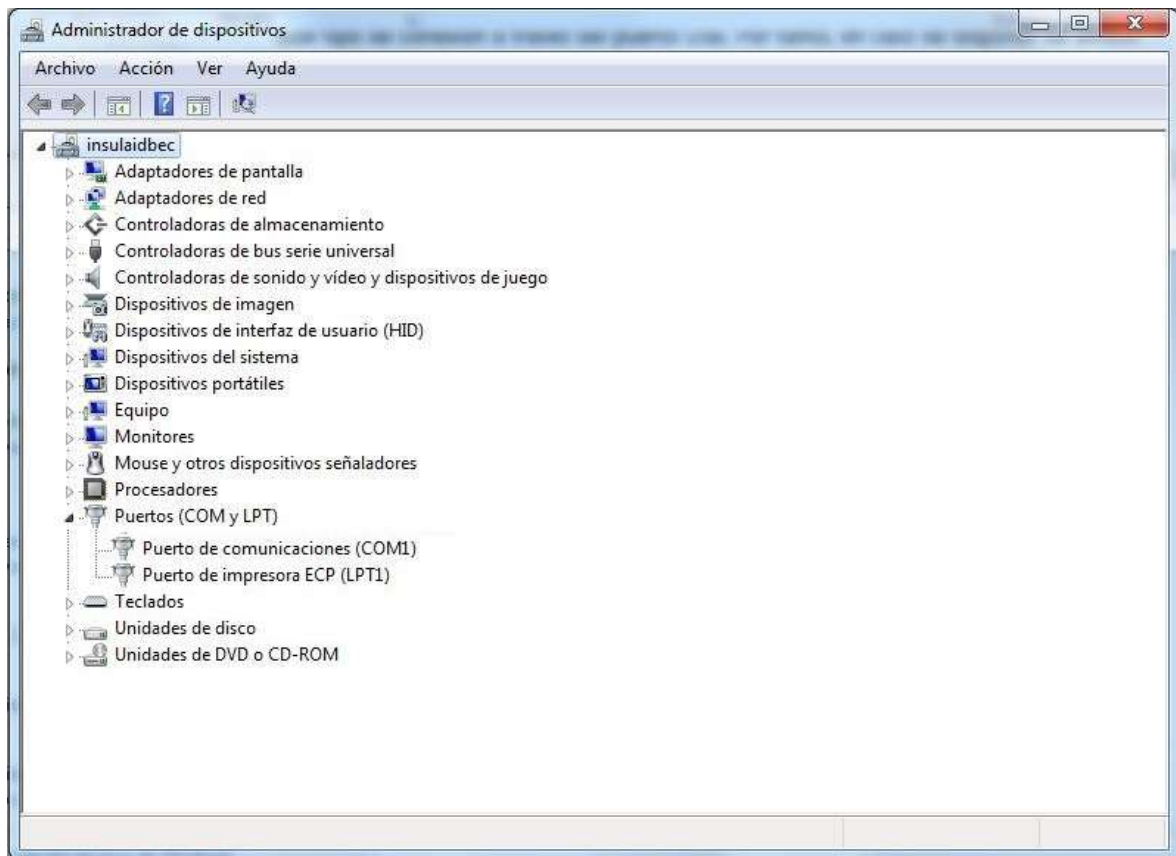 Administrador de dispositivos
Archivo Acción Ver Ayuda
insulaidbec
Adaptadores de pantalla
Adaptadores de red
Controladoras de almacenamiento
Controladoras de bus serie universal
Controladoras de sonido y vídeo y dispositivos de juego
Dispositivos de imagen
Dispositivos de interfaz de usuario (HID)
Dispositivos del sistema
Dispositivos portátiles
Equipo
Monitores
Mouse y otros dispositivos señaladores
Procesadores
Puertos (COM y LPT)
Puerto de comunicaciones (COM1)
Puerto de impresora ECP (LPT1)
Teclados
Unidades de disco
Unidades de DVD o CD-ROM